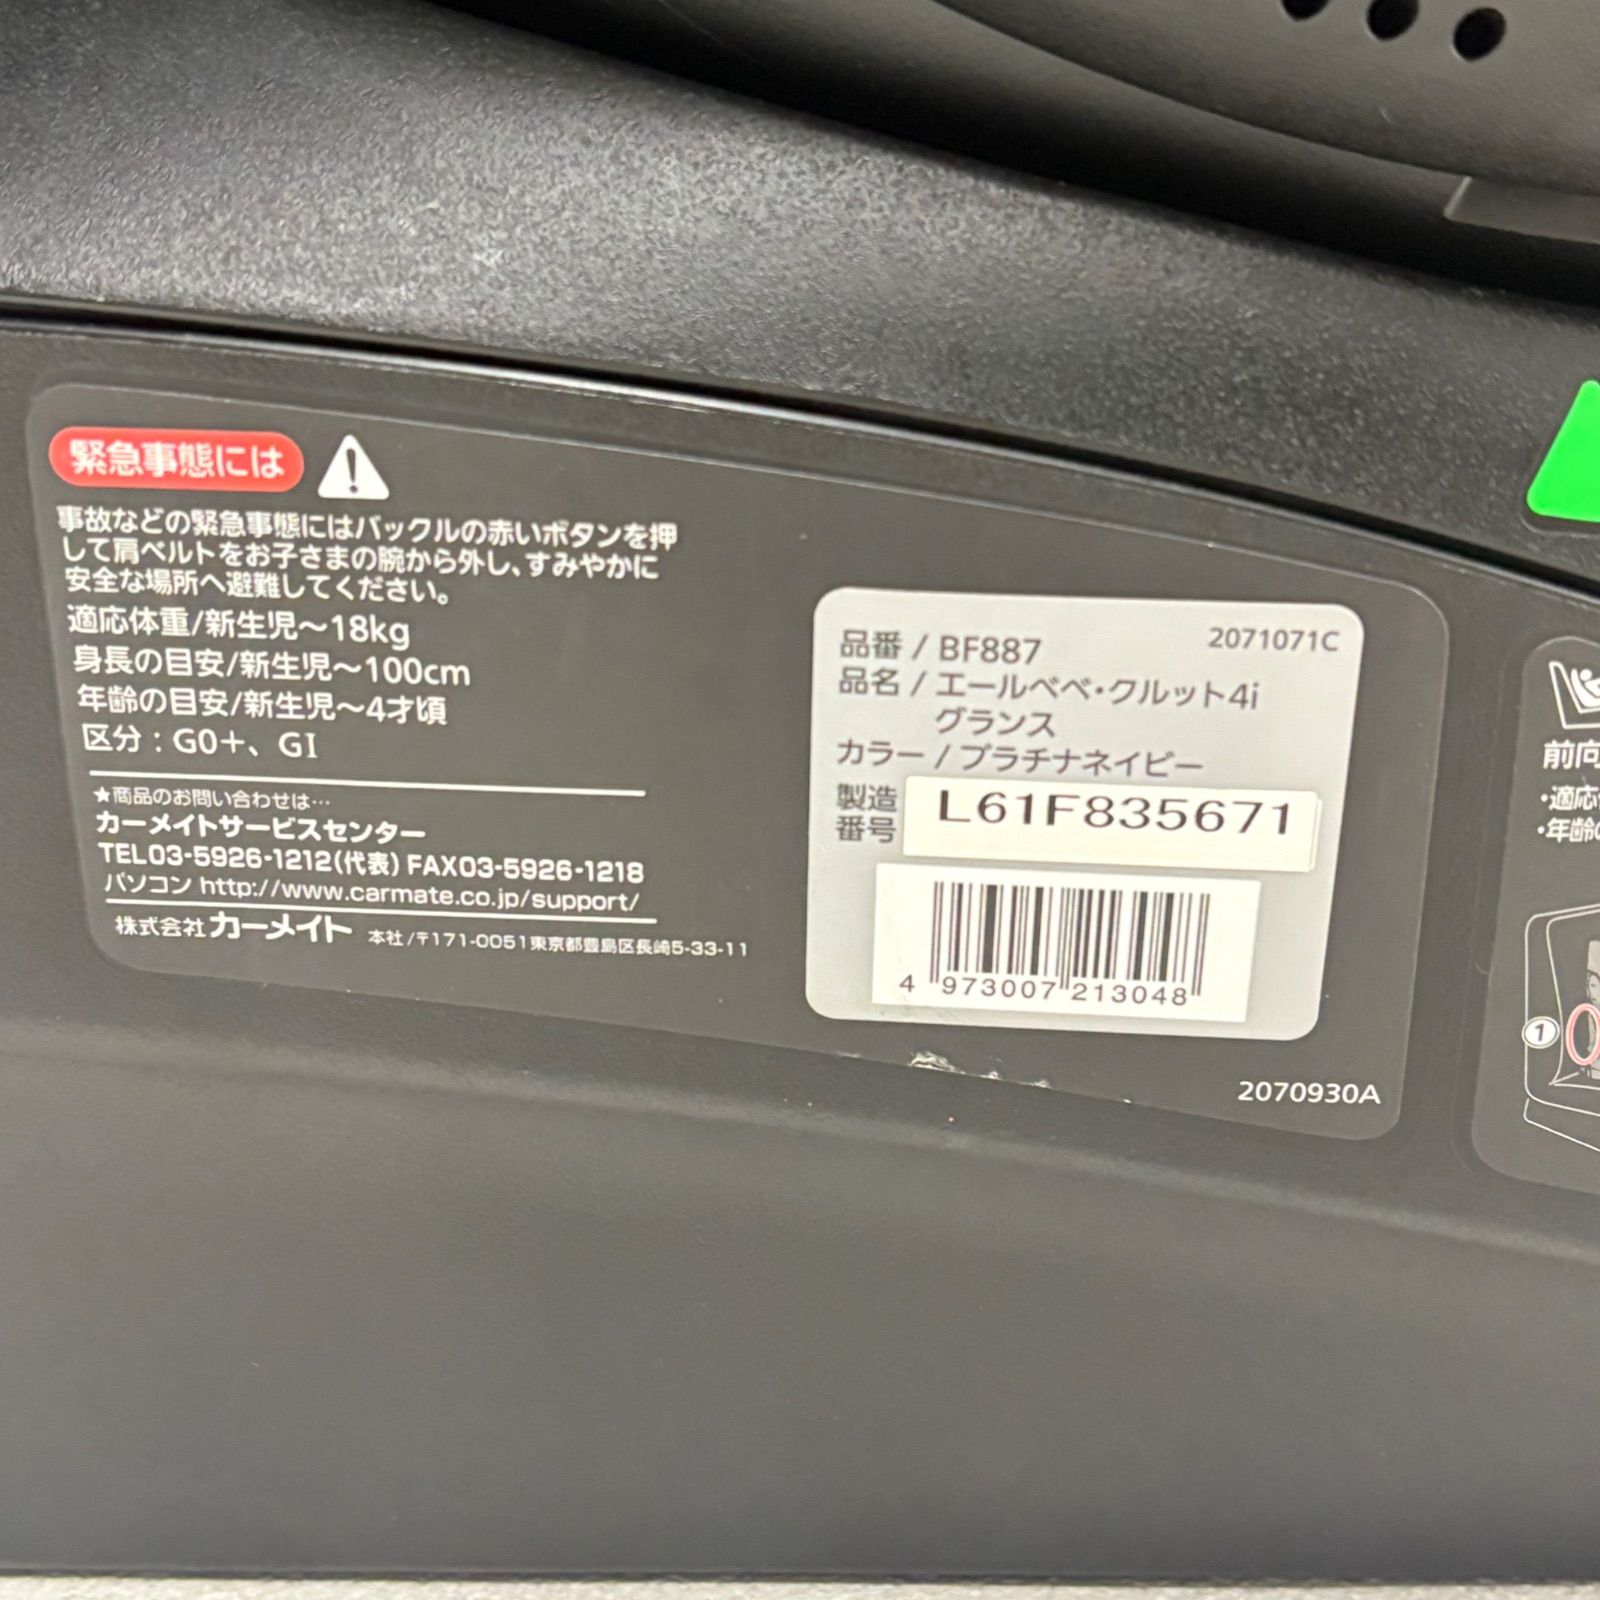 緊急事態には
事故などの緊急事態にはバックルの赤いボタンを押
して肩ベルトをお子さまの腕から外し、すみやかに
安全な場所へ避難してください。
適応体重/新生児～18kg
身長の目安/新生児～100cm
年齢の目安/新生児～4才頃
区分：G0＋、GI
★商品のお問い合わせは…
カーメイトサービスセンター
TEL03-5926-1212(代表) FAX03-5926-1218
パソコン http://www.carmate.co.jp/support/
株式会社カーメイト 本社/〒171-0051東京都豊島区長崎5-33-11
品番 / BF887 2071071C
品名 / エールベベ・クルット4i
グランス
カラー / プラチナネイビー
製造
番号 L61F835671
4 973007 213048
2070930A
前向
・適応
・年齢
1